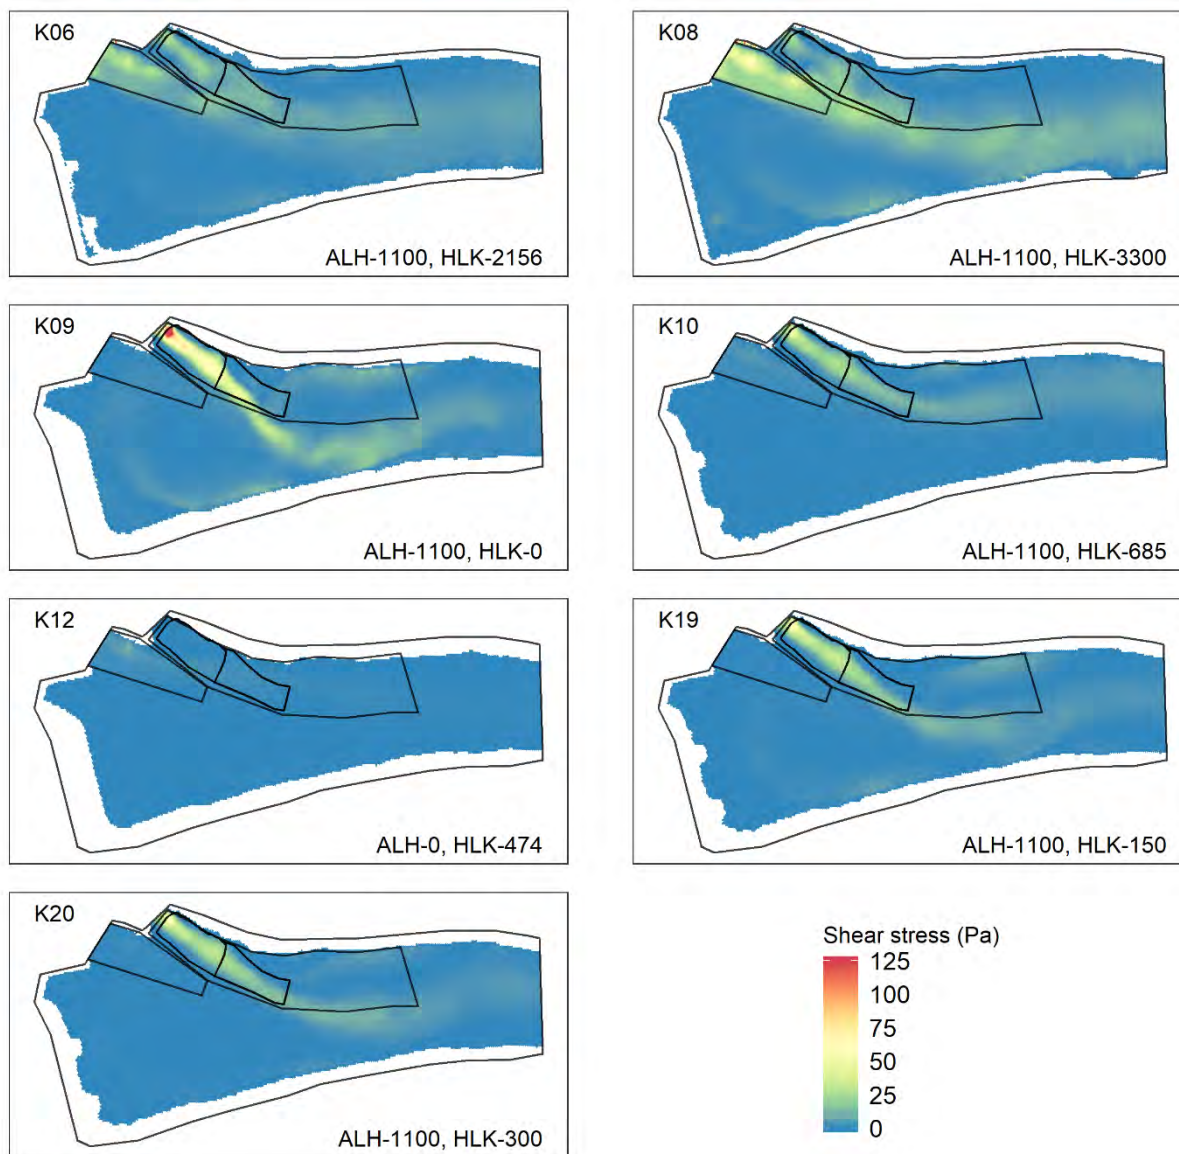 K06
ALH-1100, HLK-2156
K08
ALH-1100, HLK-3300
K09
ALH-1100, HLK-0
K10
ALH-1100, HLK-685
K12
ALH-0, HLK-474
K19
ALH-1100, HLK-150
K20
ALH-1100, HLK-300
Shear stress (Pa)
125
100
75
50
25
0